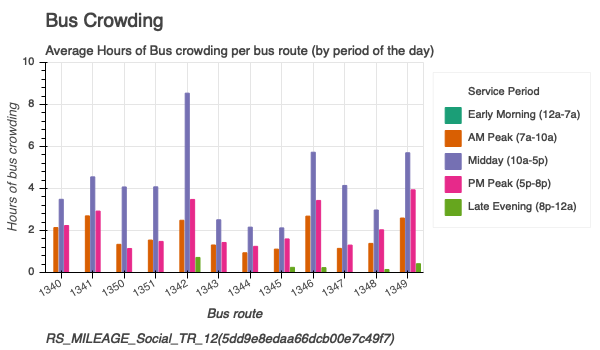 Bus Crowding
Average Hours of Bus crowding per bus route (by period of the day)
10
8
6
4
2
0
Hours of bus crowding
1340 1341 1350 1351 1342 1343 1344 1345 1346 1347 1348 1349
Bus route
Service Period
Early Morning (12a-7a)
AM Peak (7a-10a)
Midday (10a-5p)
PM Peak (5p-8p)
Late Evening (8p-12a)
RS_MILEAGE_Social_TR_12(5dd9e8edaa66dcb00e7c49f7)